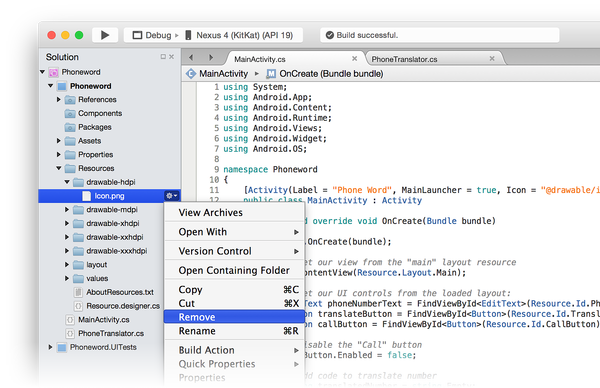 Debug
Nexus 4 (KitKat) (API 19)
Build successful.
Solution
Phoneword
Phoneword
References
Components
Packages
Assets
Properties
Resources
drawable-hdpi
Icon.png
drawable-mdpi
drawable-xhdpi
drawable-xxhdpi
drawable-xxxhdpi
layout
values
AboutResources.txt
Resource.designer.cs
MainActivity.cs
PhoneTranslator.cs
Phoneword.UITests
MainActivity.cs
PhoneTranslator.cs
C MainActivity
M OnCreate (Bundle bundle)
1 using System;
2 using Android.App;
3 using Android.Content;
4 using Android.Runtime;
5 using Android.Views;
6 using Android.Widget;
7 using Android.OS;
8
9 namespace Phoneword
10 {
11 [Activity(Label = "Phone Word", MainLauncher = true, Icon = "@drawable/i
12 public class MainActivity : Activity
override void OnCreate(Bundle bundle)
.OnCreate(bundle);
et our view from the "main" layout resource
ontentView(Resource.Layout.Main);
et our UI controls from the loaded layout:
Text phoneNumberText = FindViewById<EditText>(Resource.Id.Ph
on translateButton = FindViewById<Button>(Resource.Id.Transl
on callButton = FindViewById<Button>(Resource.Id.CallButton)
isable the "Call" button
Button.Enabled = false;
dd code to translate number
View Archives
Open With
Version Control
Open Containing Folder
Copy ⌘C
Cut ⌘X
Remove
Rename ⌘R
Build Action
Quick Properties
Properties